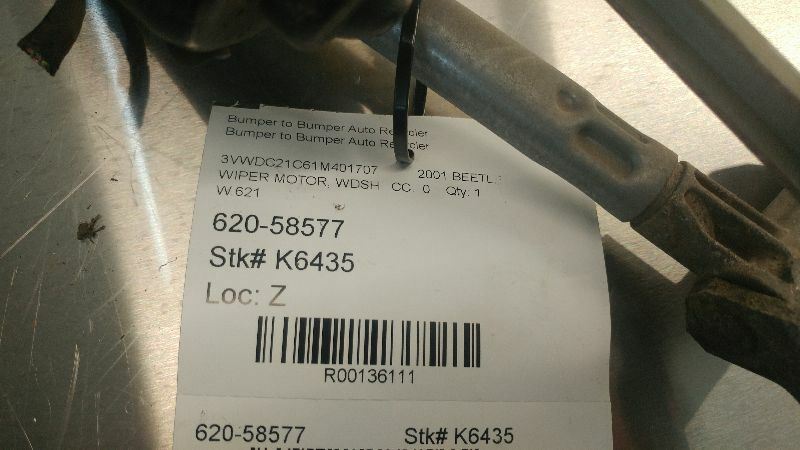 Bumper to Bumper Auto Recycler
Bumper to Bumper Auto Recycler
3VWDC21C61M401707 2001 BEETLE
WIPER MOTOR, WDSH CC: 0 Qty: 1
W 621
620-58577
Stk# K6435
Loc: Z
R00136111
620-58577 Stk# K6435